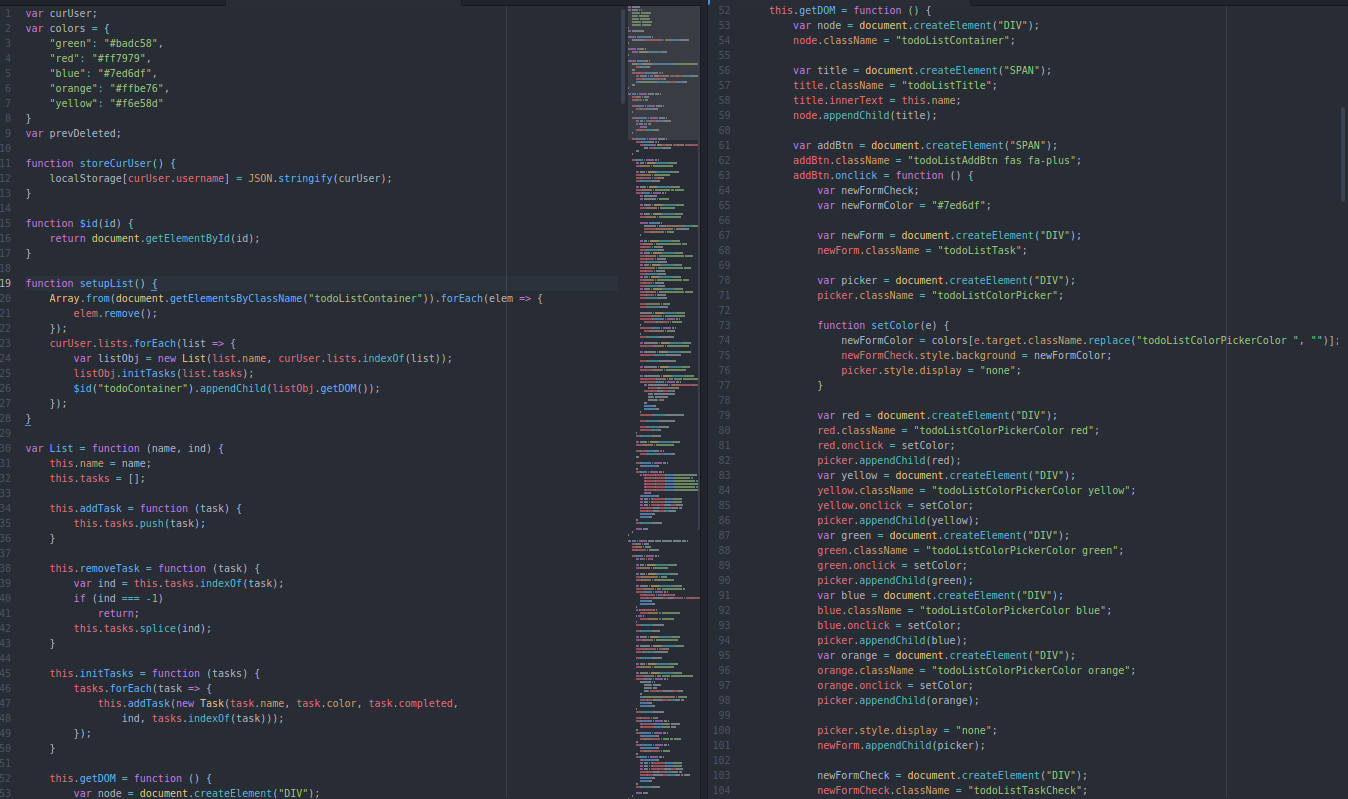 1 var curUser;
2 var colors = {
3 "green": "#badc58",
4 "red": "#ff7979",
5 "blue": "#7ed6df",
6 "orange": "#ffbe76",
7 "yellow": "#f6e58d"
8 }
9 var prevDeleted;
10
11 function storeCurUser() {
12 localStorage[curUser.username] = JSON.stringify(curUser);
13 }
14
15 function $id(id) {
16 return document.getElementById(id);
17 }
18
19 function setupList() {
20 Array.from(document.getElementsByClassName("todoListContainer")).forEach(elem => {
21 elem.remove();
22 });
23 curUser.lists.forEach(list => {
24 var listObj = new List(list.name, curUser.lists.indexOf(list));
25 listObj.initTasks(list.tasks);
26 $id("todoContainer").appendChild(listObj.getDOM());
27 });
28 }
29
30 var List = function (name, ind) {
31 this.name = name;
32 this.tasks = [];
33
34 this.addTask = function (task) {
35 this.tasks.push(task);
36 }
37
38 this.removeTask = function (task) {
39 var ind = this.tasks.indexOf(task);
40 if (ind === -1)
41 return;
42 this.tasks.splice(ind);
43 }
44
45 this.initTasks = function (tasks) {
46 tasks.forEach(task => {
47 this.addTask(new Task(task.name, task.color, task.completed,
48 ind, tasks.indexOf(task)));
49 });
50 }
51
52 this.getDOM = function () {
53 var node = document.createElement("DIV");
52 this.getDOM = function () {
53 var node = document.createElement("DIV");
54 node.className = "todoListContainer";
55
56 var title = document.createElement("SPAN");
57 title.className = "todoListTitle";
58 title.innerText = this.name;
59 node.appendChild(title);
60
61 var addBtn = document.createElement("SPAN");
62 addBtn.className = "todoListAddBtn fas fa-plus";
63 addBtn.onclick = function () {
64 var newFormCheck;
65 var newFormColor = "#7ed6df";
66
67 var newForm = document.createElement("DIV");
68 newForm.className = "todoListTask";
69
70 var picker = document.createElement("DIV");
71 picker.className = "todoListColorPicker";
72
73 function setColor(e) {
74 newFormColor = colors[e.target.className.replace("todoListColorPickerColor ", "")];
75 newFormCheck.style.background = newFormColor;
76 picker.style.display = "none";
77 }
78
79 var red = document.createElement("DIV");
80 red.className = "todoListColorPickerColor red";
81 red.onclick = setColor;
82 picker.appendChild(red);
83 var yellow = document.createElement("DIV");
84 yellow.className = "todoListColorPickerColor yellow";
85 yellow.onclick = setColor;
86 picker.appendChild(yellow);
87 var green = document.createElement("DIV");
88 green.className = "todoListColorPickerColor green";
89 green.onclick = setColor;
90 picker.appendChild(green);
91 var blue = document.createElement("DIV");
92 blue.className = "todoListColorPickerColor blue";
93 blue.onclick = setColor;
94 picker.appendChild(blue);
95 var orange = document.createElement("DIV");
96 orange.className = "todoListColorPickerColor orange";
97 orange.onclick = setColor;
98 picker.appendChild(orange);
99
100 picker.style.display = "none";
101 newForm.appendChild(picker);
102
103 newFormCheck = document.createElement("DIV");
104 newFormCheck.className = "todoListTaskCheck";